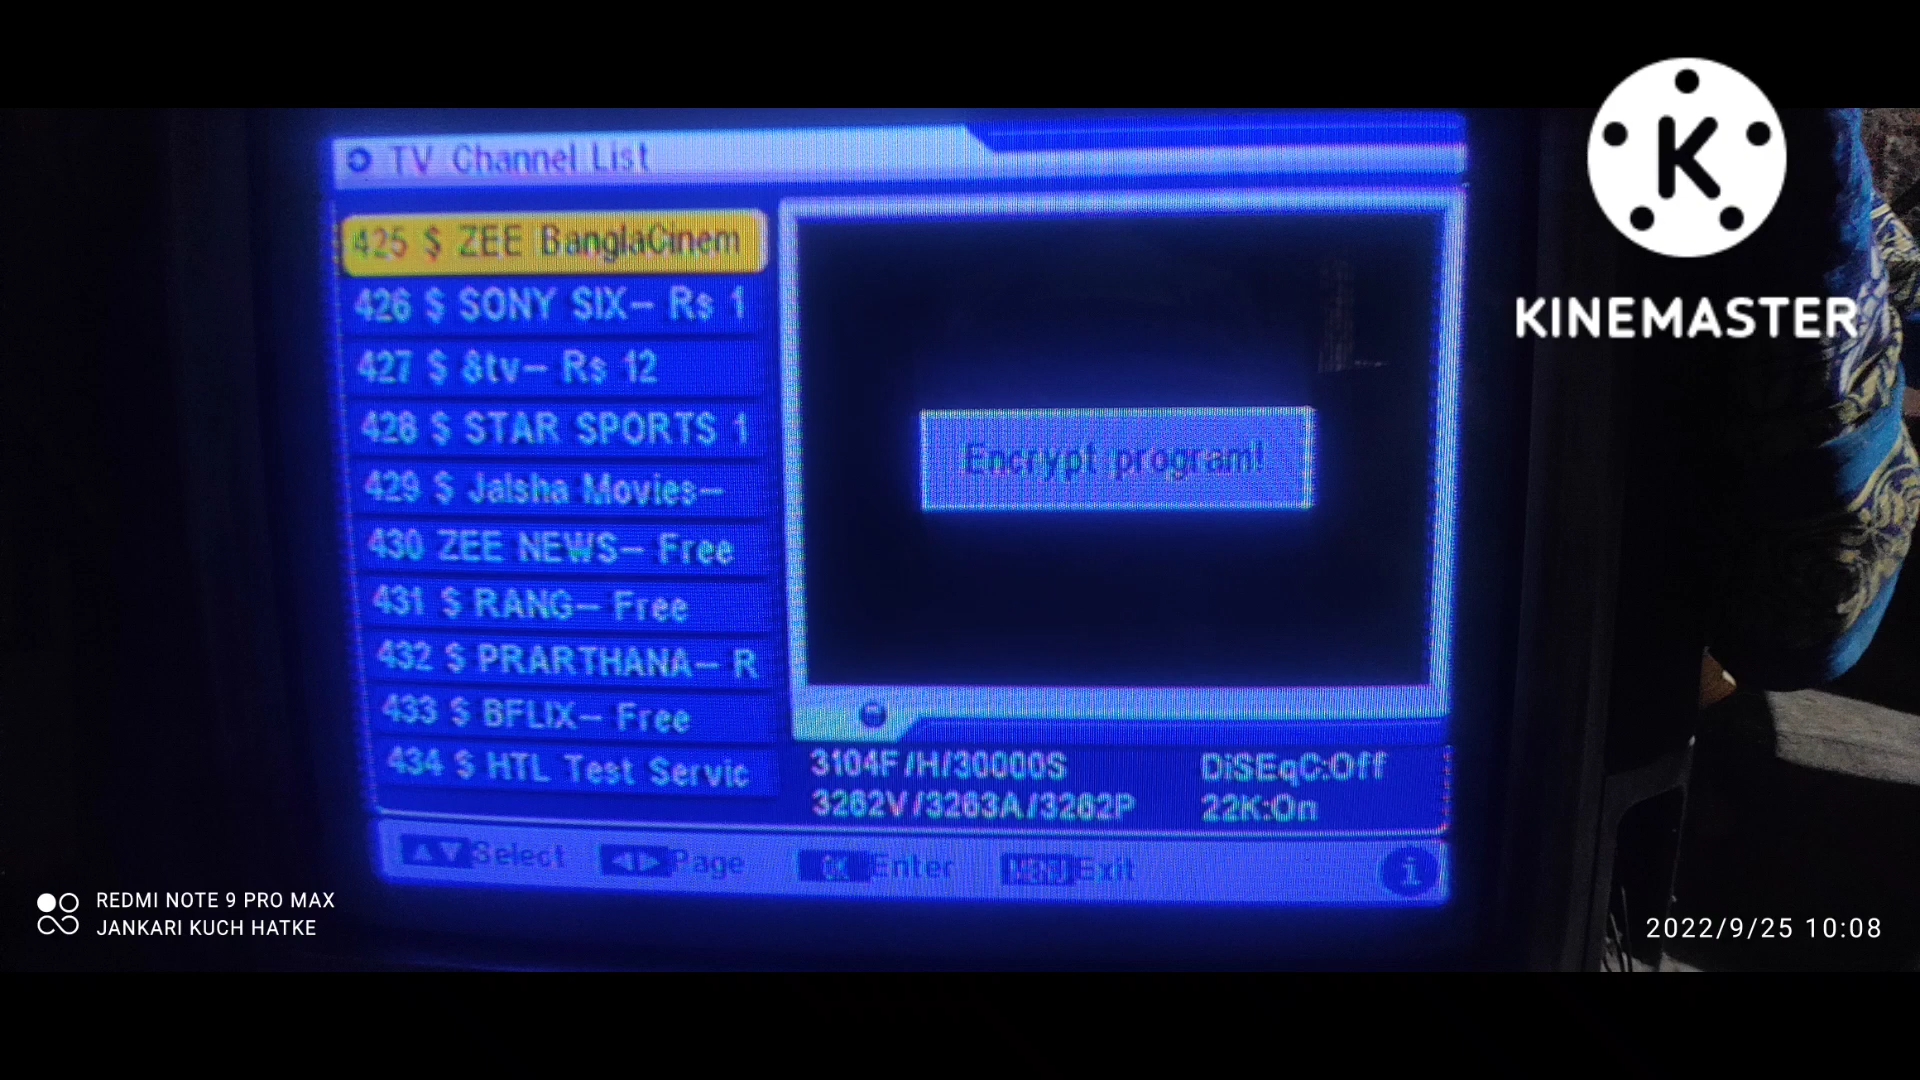 TV Channel List
425 $ ZEE BanglaCinem
426 $ SONY SIX– Rs 1
427 $ &tv– Rs 12
428 $ STAR SPORTS 1
429 $ Jalsha Movies–
430 ZEE NEWS– Free
431 $ RANG– Free
432 $ PRARTHANA– R
433 $ BFLIX– Free
434 $ HTL Test Servic
Encrypt program!
3104F/H/30000S DiSEqC:Off
3262V/3263A/3262P 22K:On
Select Page OK Enter MENU Exit i
K
KINEMASTER
REDMI NOTE 9 PRO MAX
JANKARI KUCH HATKE
2022/9/25 10:08